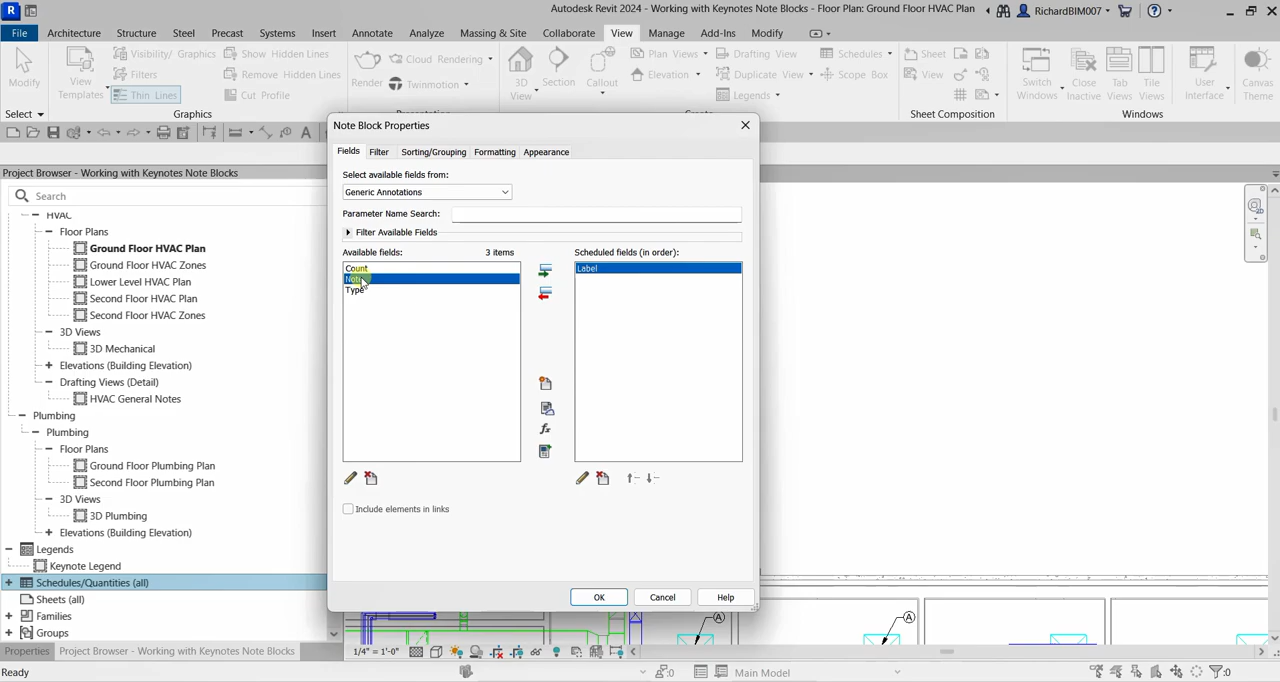 Autodesk Revit 2024 - Working with Keynotes Note Blocks - Floor Plan: Ground Floor HVAC Plan
RichardBIM007
File Architecture Structure Steel Precast Systems Insert Annotate Analyze Massing & Site Collaborate View Manage Add-Ins Modify
Modify
View
Templates
Visibility/ Graphics
Filters
Thin Lines
Show Hidden Lines
Remove Hidden Lines
Cut Profile
Render
Cloud Rendering
Twinmotion
3D
View
Section
Callout
Plan Views
Elevation
Drafting View
Duplicate View
Legends
Schedules
Scope Box
Sheet
View
Switch
Windows
Close
Inactive
Tab
Views
Tile
Views
User
Interface
Canvas
Theme
Select
Graphics
Sheet Composition
Windows
Project Browser - Working with Keynotes Note Blocks
Search
HVAC
Floor Plans
Ground Floor HVAC Plan
Ground Floor HVAC Zones
Lower Level HVAC Plan
Second Floor HVAC Plan
Second Floor HVAC Zones
3D Views
3D Mechanical
Elevations (Building Elevation)
Drafting Views (Detail)
HVAC General Notes
Plumbing
Plumbing
Floor Plans
Ground Floor Plumbing Plan
Second Floor Plumbing Plan
3D Views
3D Plumbing
Elevations (Building Elevation)
Legends
Keynote Legend
Schedules/Quantities (all)
Sheets (all)
Families
Groups
Properties
Project Browser - Working with Keynotes Note Blocks
Note Block Properties
Fields Filter Sorting/Grouping Formatting Appearance
Select available fields from:
Generic Annotations
Parameter Name Search:
Filter Available Fields
Available fields: 3 items
Scheduled fields (in order):
Count
Type
Label
fx
Include elements in links
OK Cancel Help
A
A
1/4" = 1'-0"
Ready
:0
Main Model
:0